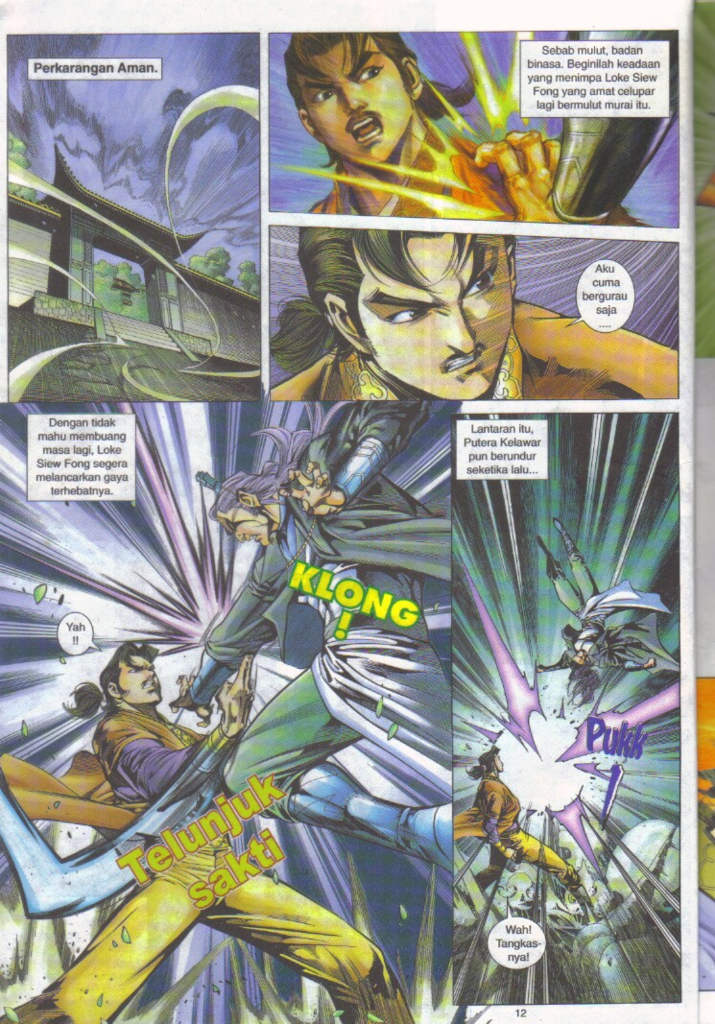 Perkarangan Aman.
Sebab mulut, badan
binasa. Beginilah keadaan
yang menimpa Loke Siew
Fong yang amat celupar
lagi bermulut murai itu.
Aku
cuma
bergurau
saja
....
Dengan tidak
mahu membuang
masa lagi, Loke
Siew Fong segera
melancarkan gaya
terhebatnya.
Yah
!!
KLONG
!
Telunjuk
sakti
Lantaran itu,
Putera Kelawar
pun berundur
seketika lalu...
Pukk
!
Wah!
Tangkas-
nya!
12